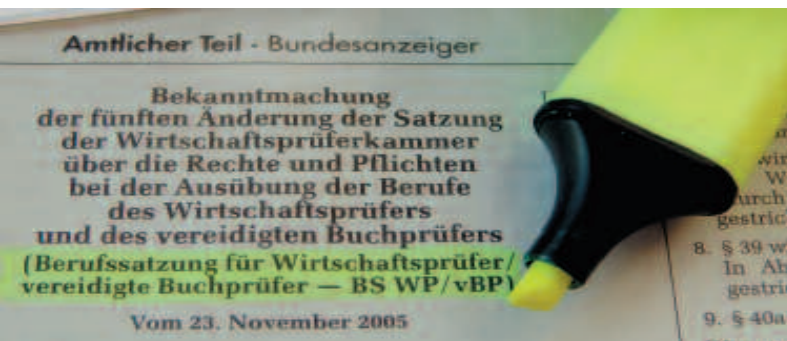 Amtlicher Teil - Bundesanzeiger
Bekanntmachung
der fünften Änderung der Satzung
der Wirtschaftsprüferkammer
über die Rechte und Pflichten
bei der Ausübung der Berufe
des Wirtschaftsprüfers
und des vereidigten Buchprüfers
(Berufssatzung für Wirtschaftsprüfer/
vereidigte Buchprüfer — BS WP/vBP)
Vom 23. November 2005
8. § 39
In
9. § 40a